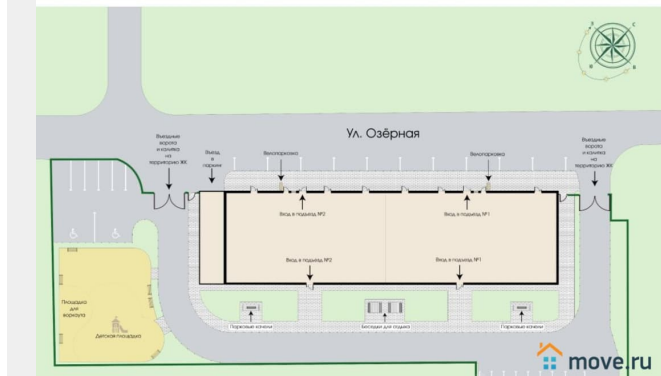 З
С
Ю
В
Ул. Озёрная
Въездные
ворота
и калитка
на
территорию ЖК
Въезд
в
паркинг
Велопарковка
Велопарковка
Въездные
ворота
и калитка
на
территорию ЖК
Вход в подъезд №2
Вход в подъезд №1
Вход в подъезд №2
Вход в подъезд №1
Площадка
для
воркаута
Детская площадка
Парковые качели
Беседки для отдыха
Парковые качели
move.ru